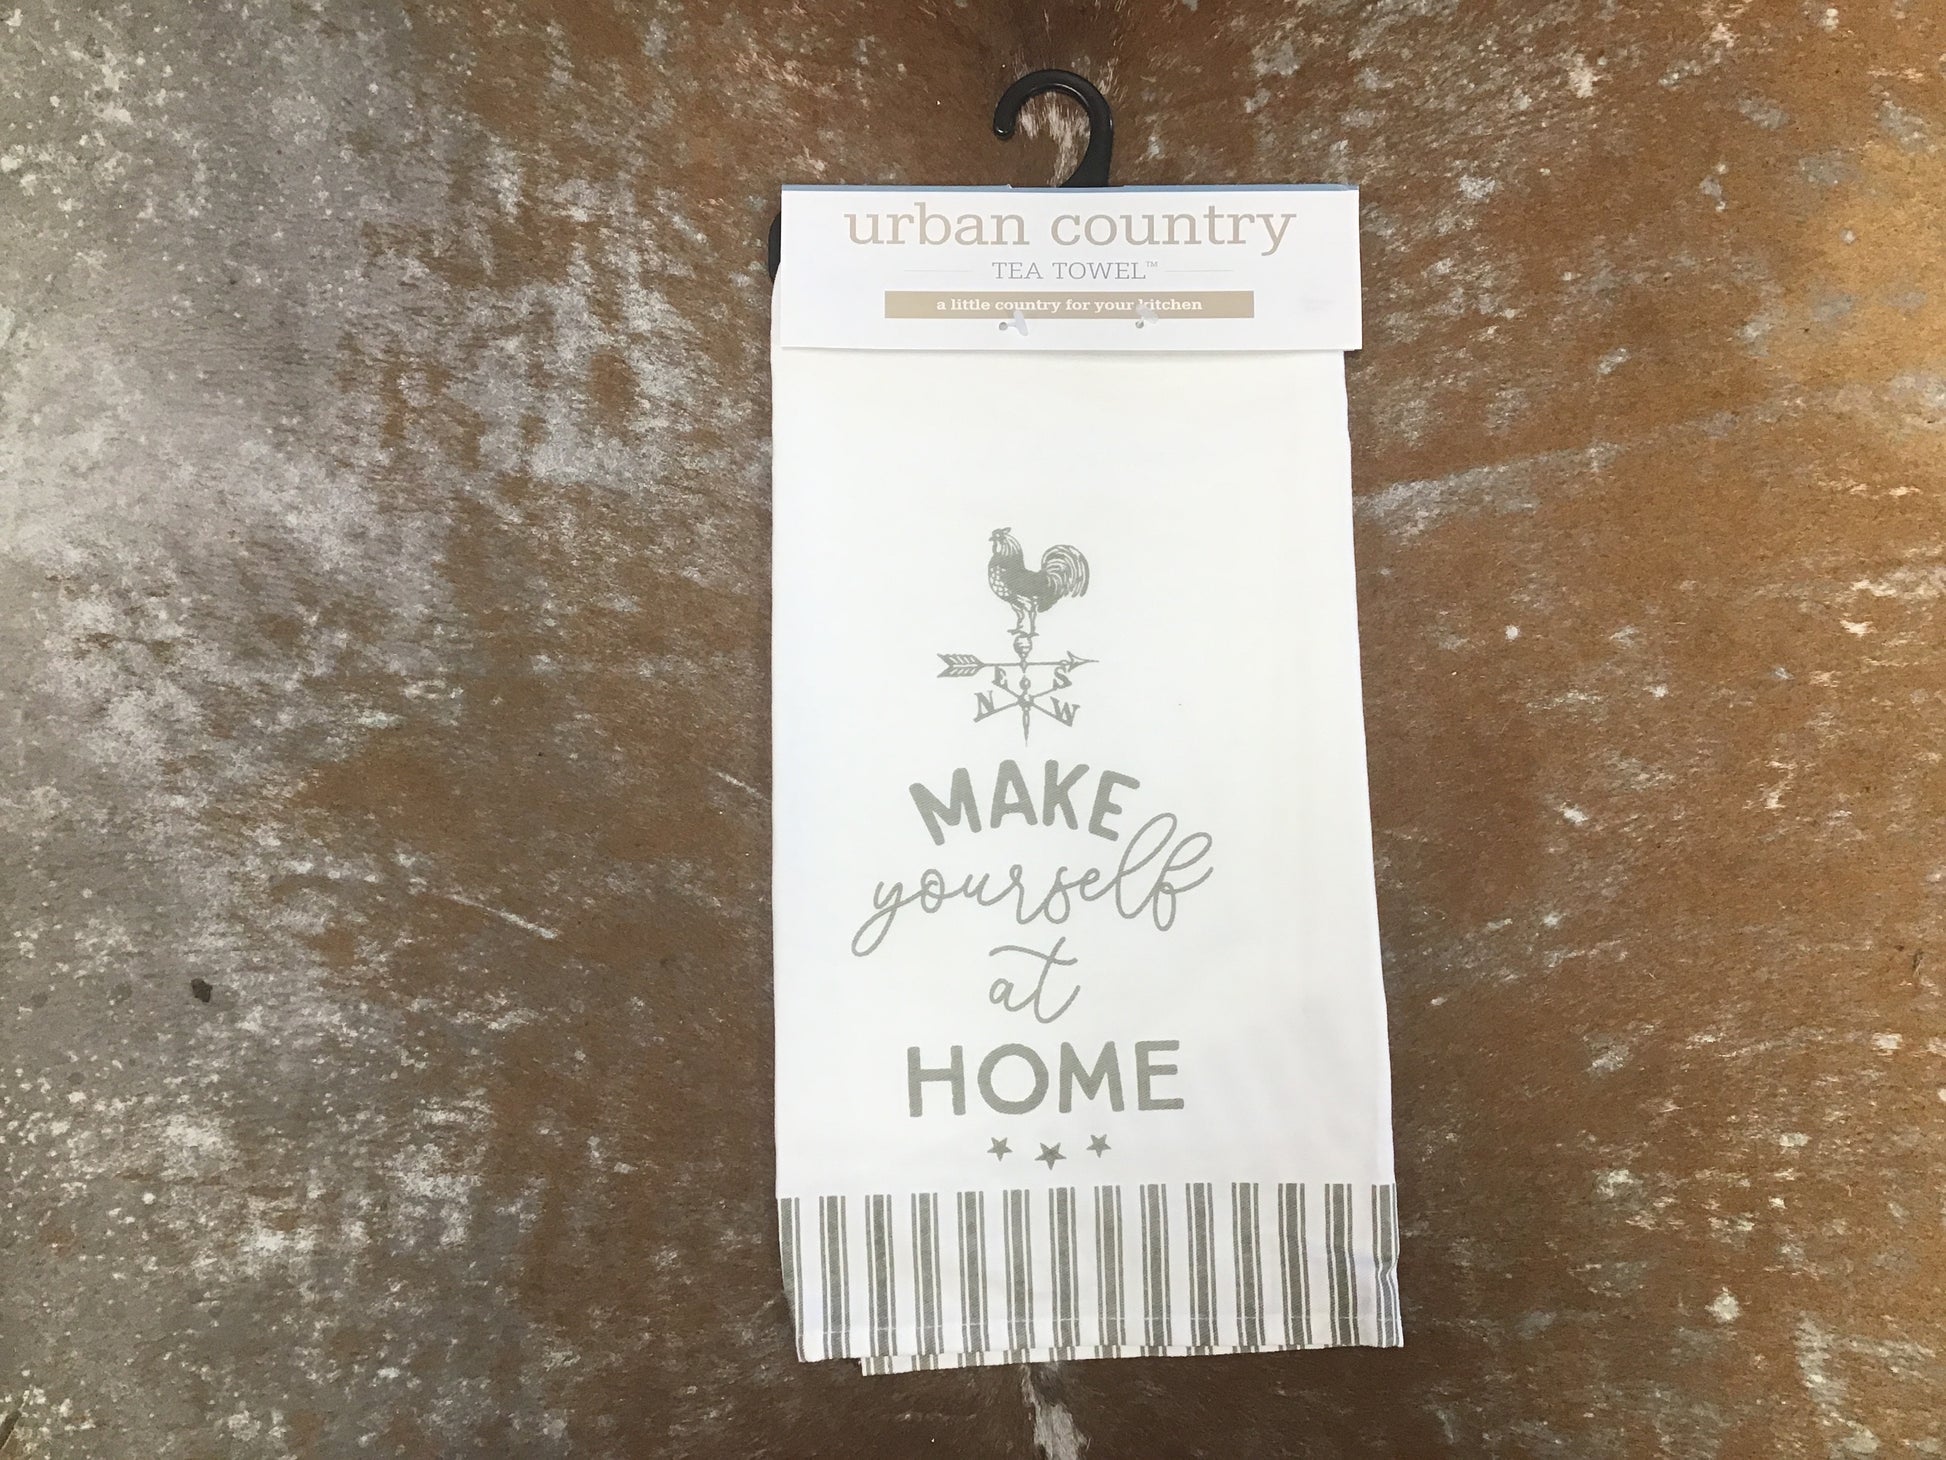 urban country
TEA TOWEL™
a little country for your kitchen
E S
N W
MAKE
yourself
at
HOME